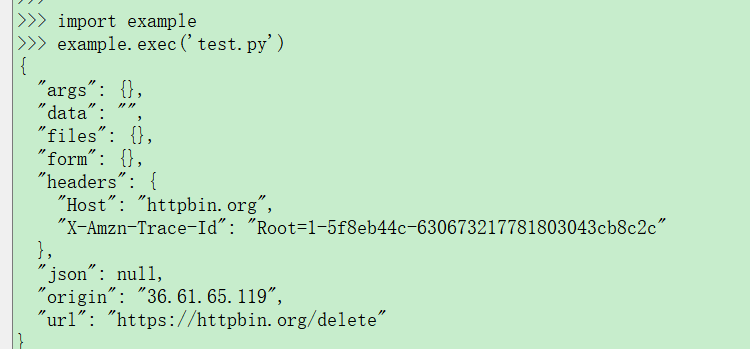 >>>
>>> import example
>>> example.exec('test.py')
{
  "args": {},
  "data": "",
  "files": {},
  "form": {},
  "headers": {
    "Host": "httpbin.org",
    "X-Amzn-Trace-Id": "Root=1-5f8eb44c-630673217781803043cb8c2c"
  },
  "json": null,
  "origin": "36.61.65.119",
  "url": "https://httpbin.org/delete"
}